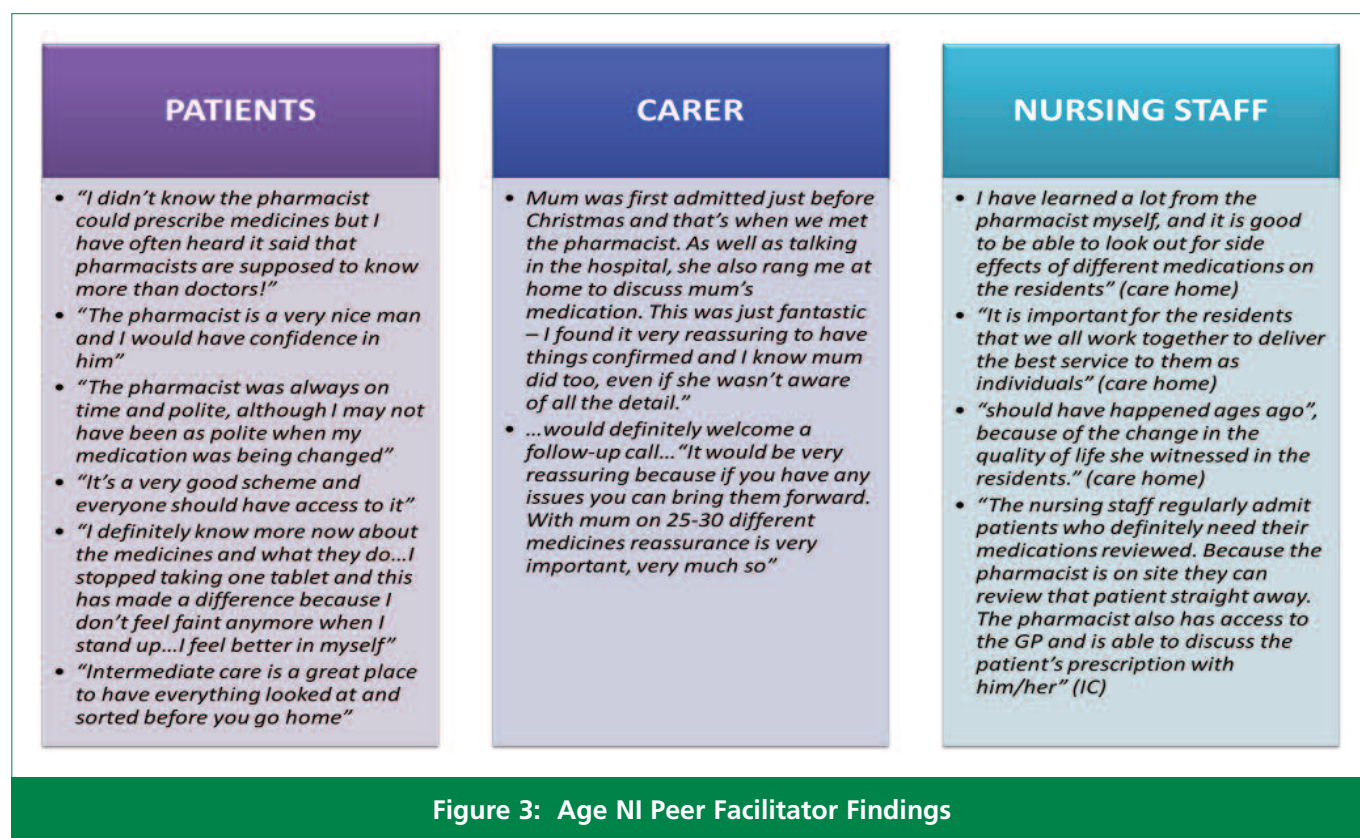 PATIENTS
• “I didn’t know the pharmacist
could prescribe medicines but I
have often heard it said that
pharmacists are supposed to know
more than doctors!”
• “The pharmacist is a very nice man
and I would have confidence in
him”
• “The pharmacist was always on
time and polite, although I may not
have been as polite when my
medication was being changed”
• “It’s a very good scheme and
everyone should have access to it”
• “I definitely know more now about
the medicines and what they do...I
stopped taking one tablet and this
has made a difference because I
don’t feel faint anymore when I
stand up...I feel better in myself”
• “Intermediate care is a great place
to have everything looked at and
sorted before you go home”
CARER
• Mum was first admitted just before
Christmas and that’s when we met
the pharmacist. As well as talking
in the hospital, she also rang me at
home to discuss mum’s
medication. This was just fantastic
– I found it very reassuring to have
things confirmed and I know mum
did too, even if she wasn’t aware
of all the detail.”
• ...would definitely welcome a
follow-up call...“It would be very
reassuring because if you have any
issues you can bring them forward.
With mum on 25-30 different
medicines reassurance is very
important, very much so”
NURSING STAFF
• I have learned a lot from the
pharmacist myself, and it is good
to be able to look out for side
effects of different medications on
the residents” (care home)
• “It is important for the residents
that we all work together to deliver
the best service to them as
individuals” (care home)
• “should have happened ages ago”,
because of the change in the
quality of life she witnessed in the
residents.” (care home)
• “The nursing staff regularly admit
patients who definitely need their
medications reviewed. Because the
pharmacist is on site they can
review that patient straight away.
The pharmacist also has access to
the GP and is able to discuss the
patient’s prescription with
him/her” (IC)
Figure 3: Age NI Peer Facilitator Findings